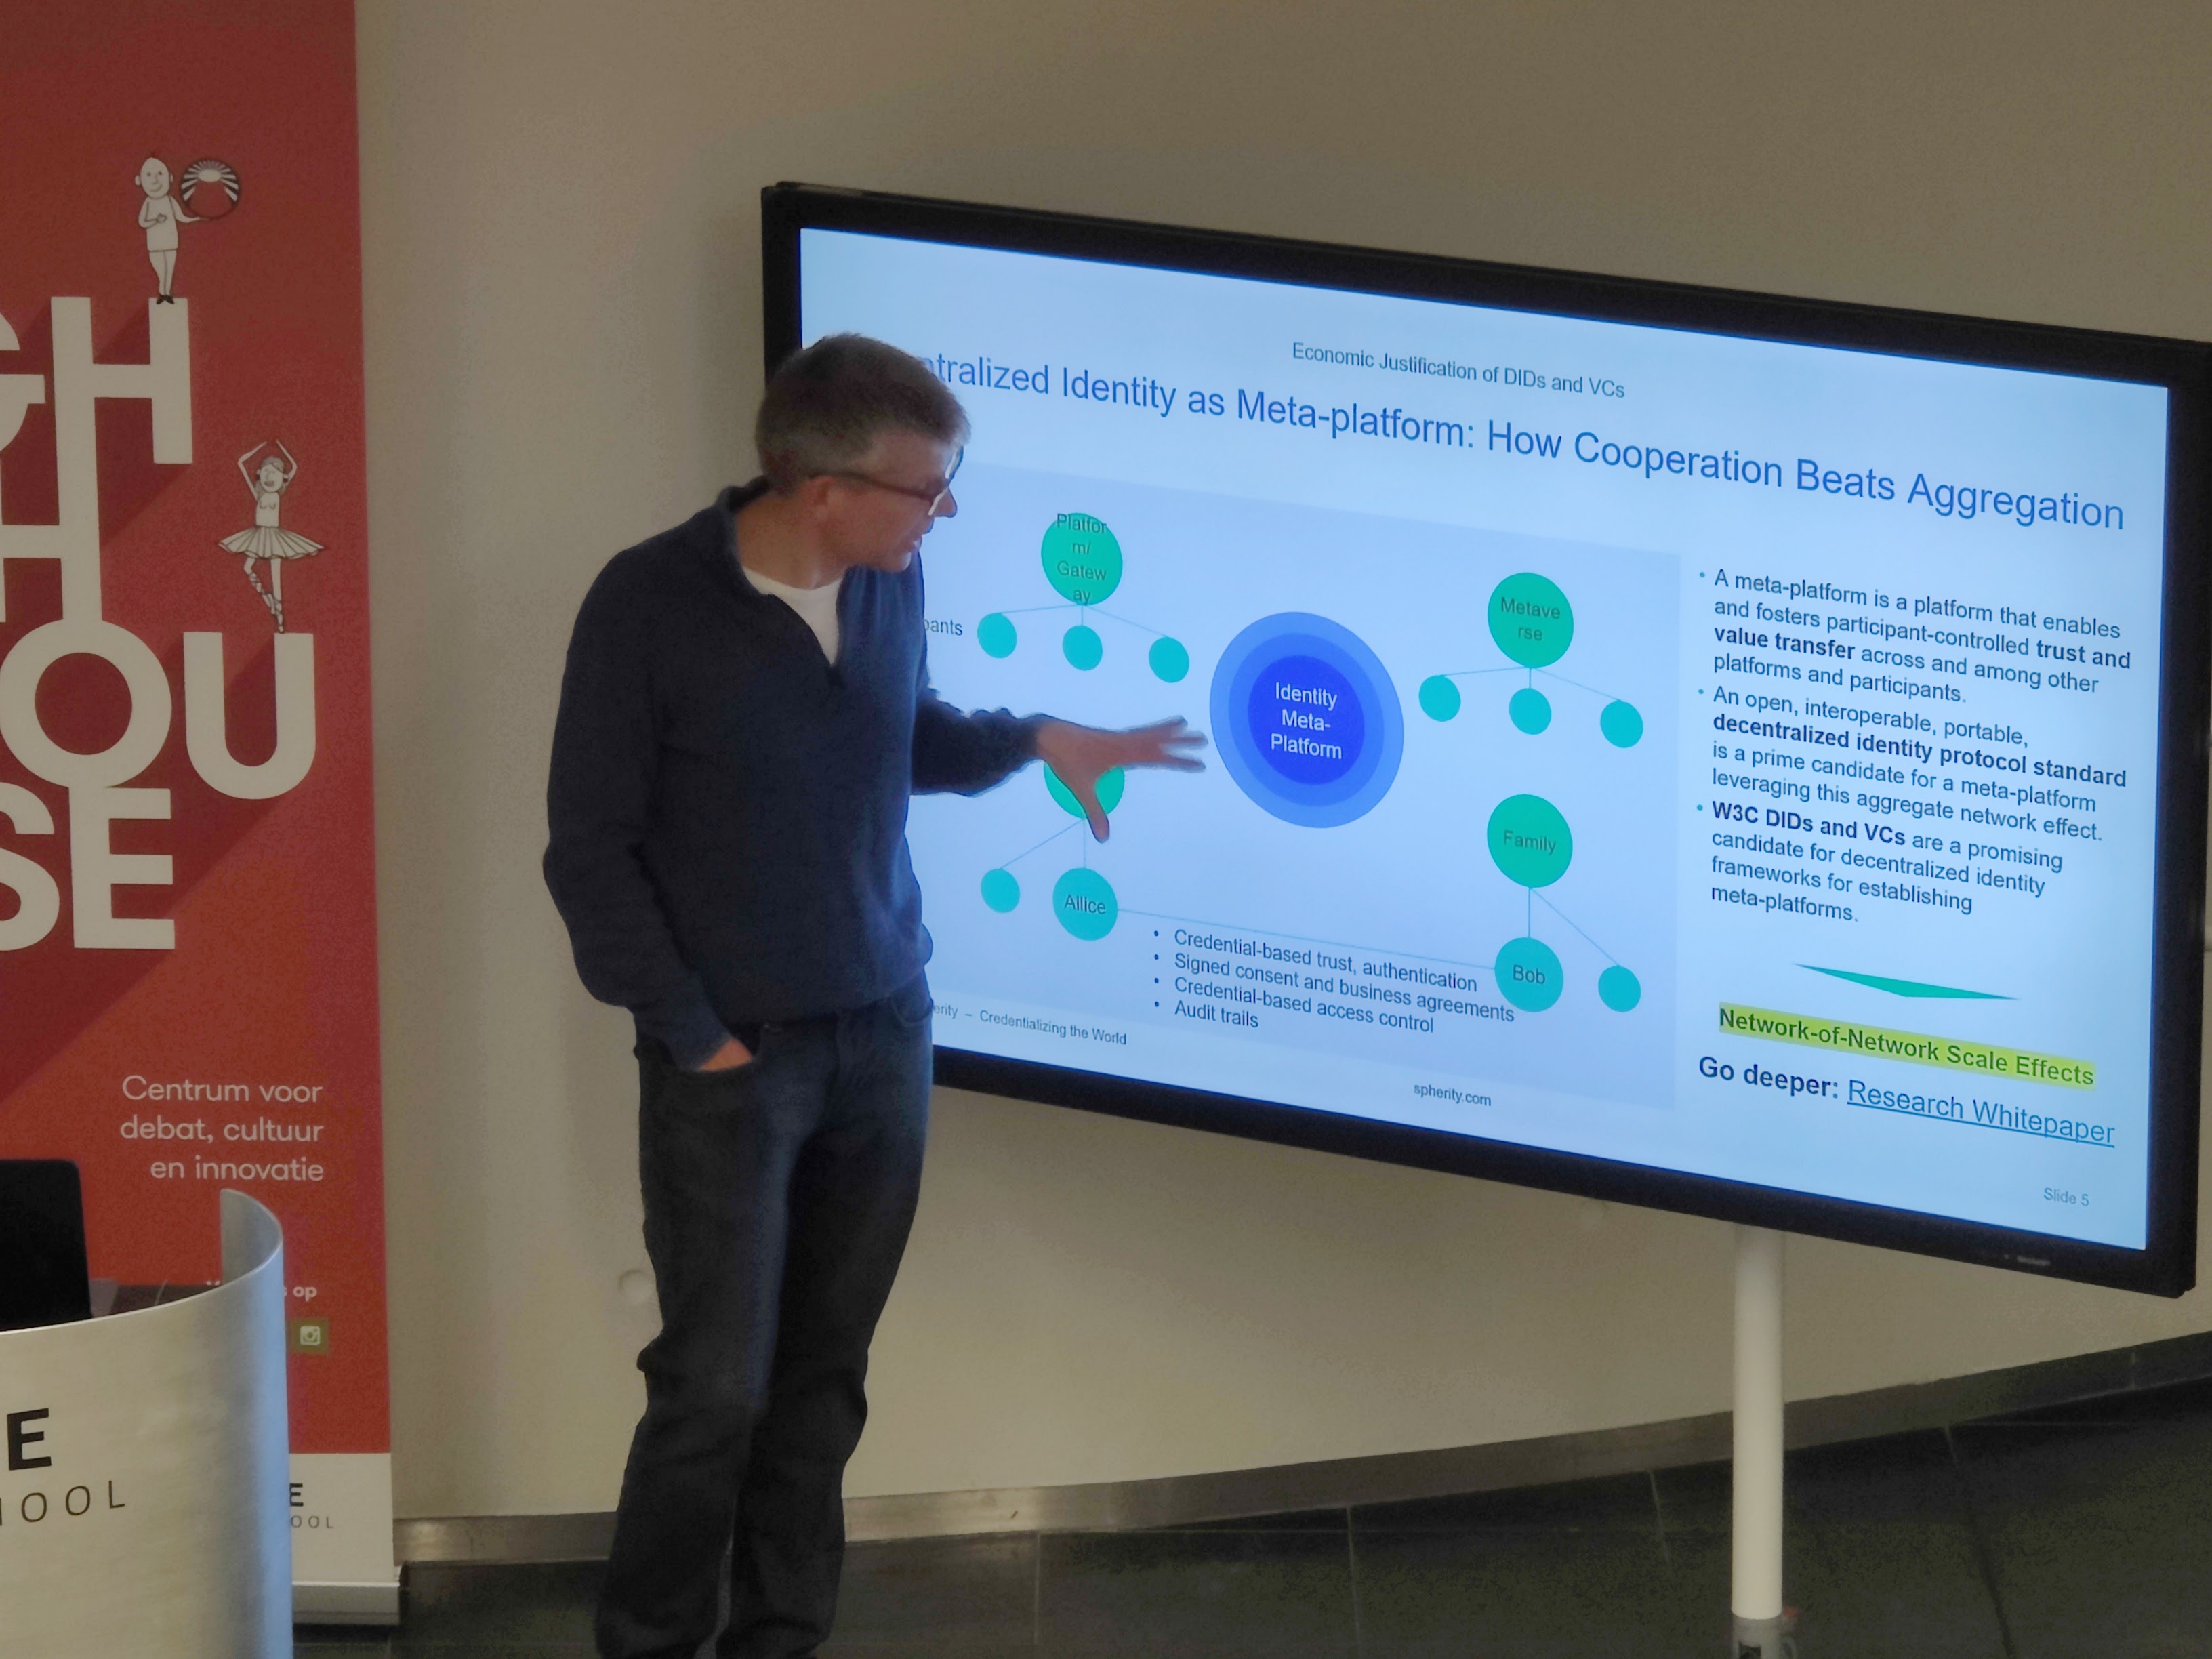 GH
H
OU
SE
Centrum voor
debat, cultuur
en innovatie
op
E
OOL
E
OOL
Economic Justification of DIDs and VCs
ntralized Identity as Meta-platform: How Cooperation Beats Aggregation
Platfor
m/
Gatew
ay
pants
Identity
Meta-
Platform
Metave
rse
Family
Allice
Bob
• Credential-based trust, authentication
• Signed consent and business agreements
• Credential-based access control
• Audit trails
erity – Credentializing the World
spherity.com
• A meta-platform is a platform that enables
and fosters participant-controlled trust and
value transfer across and among other
platforms and participants.
• An open, interoperable, portable,
decentralized identity protocol standard
is a prime candidate for a meta-platform
leveraging this aggregate network effect.
• W3C DIDs and VCs are a promising
candidate for decentralized identity
frameworks for establishing
meta-platforms.
Network-of-Network Scale Effects
Go deeper: Research Whitepaper
Slide 5